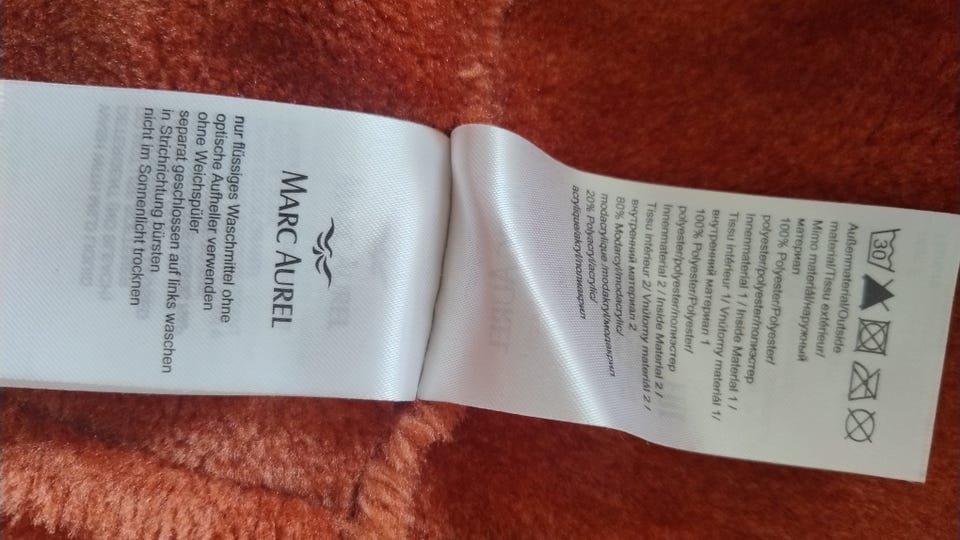 MARC AUREL
nur flüssiges Waschmittel ohne
optische Aufheller verwenden
ohne Weichspüler
separat geschlossen auf links waschen
in Strichrichtung bürsten
nicht im Sonnenlicht trocknen
30
Außenmaterial/Outside
material/Tissu extérieur/
Mimo materiál/наружный
материал
100% Polyester/Polyester/
polyester/polyester/полиэстер
Innenmaterial 1 / Inside Material 1 /
Tissu intérieur 1/ Vnútorny materiál 1/
внутренний материал 1
100% Polyester/Polyester/
polyester/polyester/полиэстер
Innenmaterial 2 / Inside Material 2 /
Tissu intérieur 2/ Vnútorny materiál 2 /
внутренний материал 2
80% Modacryl/modacrylic/
modacrylique /modakryl/модакрил
20% Polyacryl/acrylic/
acrylique/akryl/полиакрил